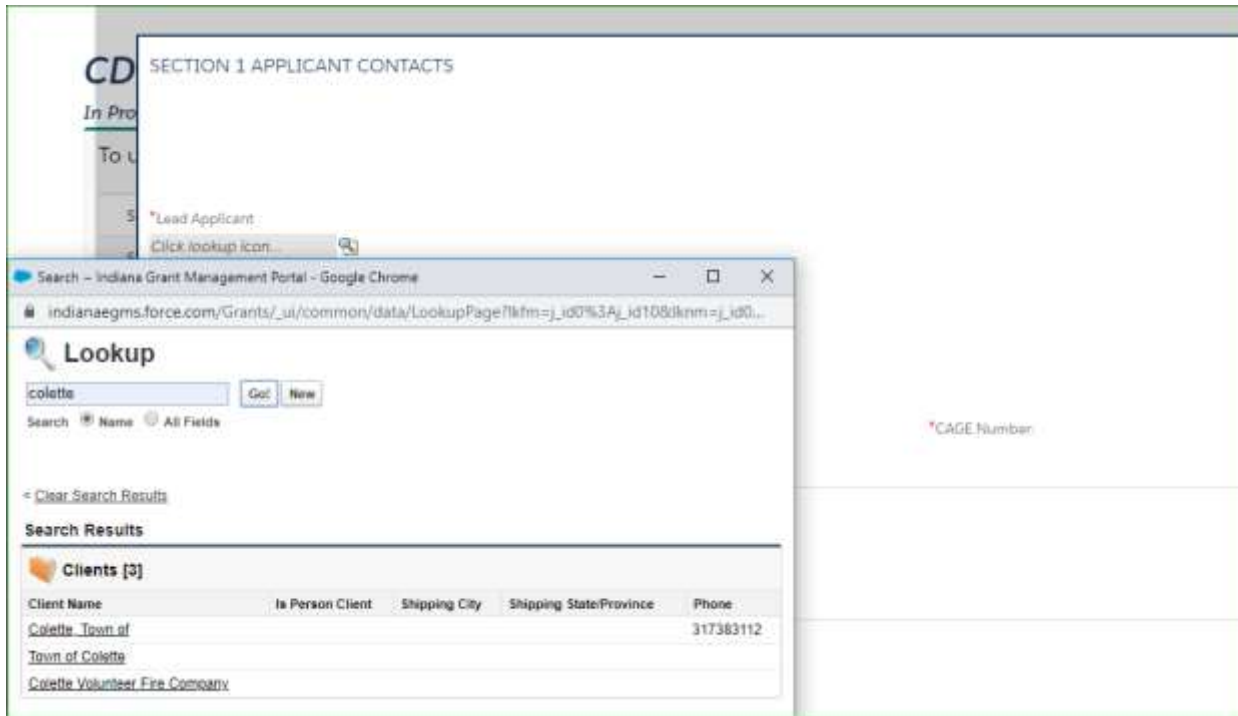 CD
SECTION 1 APPLICANT CONTACTS
In Pro
To u
S
*Lead Applicant
Click lookup icon...
Search – Indiana Grant Management Portal - Google Chrome
indianaegms.force.com/Grants/_ui/common/data/LookupPage?lkfm=j_id0%3Aj_id108&lknm=j_id0...
Lookup
colette Go! New
Search Name All Fields
*CAGE Number
< Clear Search Results
Search Results
Clients [3]
Client Name Is Person Client Shipping City Shipping State/Province Phone
Colette, Town of 317383112
Town of Colette
Colette Volunteer Fire Company